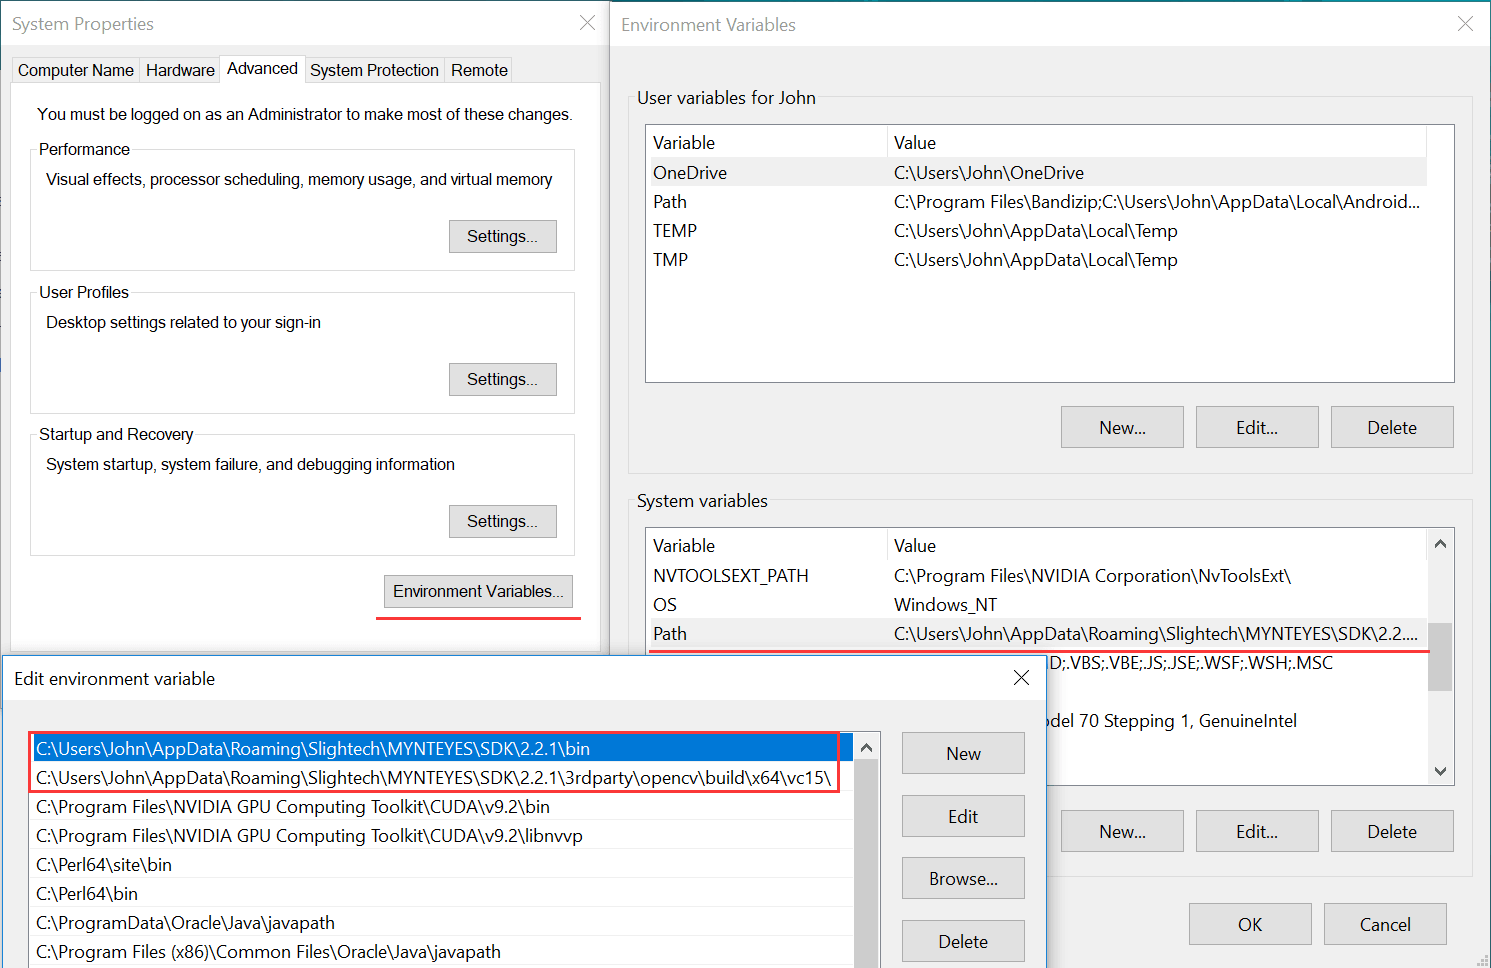 System Properties
Computer Name Hardware Advanced System Protection Remote
You must be logged on as an Administrator to make most of these changes.
Performance
Visual effects, processor scheduling, memory usage, and virtual memory
Settings...
User Profiles
Desktop settings related to your sign-in
Settings...
Startup and Recovery
System startup, system failure, and debugging information
Settings...
Environment Variables...
Environment Variables
User variables for John
Variable Value
OneDrive C:\Users\John\OneDrive
Path C:\Program Files\Bandizip;C:\Users\John\AppData\Local\Android...
TEMP C:\Users\John\AppData\Local\Temp
TMP C:\Users\John\AppData\Local\Temp
New... Edit... Delete
System variables
Variable Value
NVTOOLSEXT_PATH C:\Program Files\NVIDIA Corporation\NvToolsExt\
OS Windows_NT
Path C:\Users\John\AppData\Roaming\Slightech\MYNTEYES\SDK\2.2....
D;.VBS;.VBE;.JS;.JSE;.WSF;.WSH;.MSC
del 70 Stepping 1, GenuineIntel
New... Edit... Delete
OK Cancel
Edit environment variable
C:\Users\John\AppData\Roaming\Slightech\MYNTEYES\SDK\2.2.1\bin
C:\Users\John\AppData\Roaming\Slightech\MYNTEYES\SDK\2.2.1\3rdparty\opencv\build\x64\vc15\
C:\Program Files\NVIDIA GPU Computing Toolkit\CUDA\v9.2\bin
C:\Program Files\NVIDIA GPU Computing Toolkit\CUDA\v9.2\libnvvp
C:\Perl64\site\bin
C:\Perl64\bin
C:\ProgramData\Oracle\Java\javapath
C:\Program Files (x86)\Common Files\Oracle\Java\javapath
New
Edit
Browse...
Delete